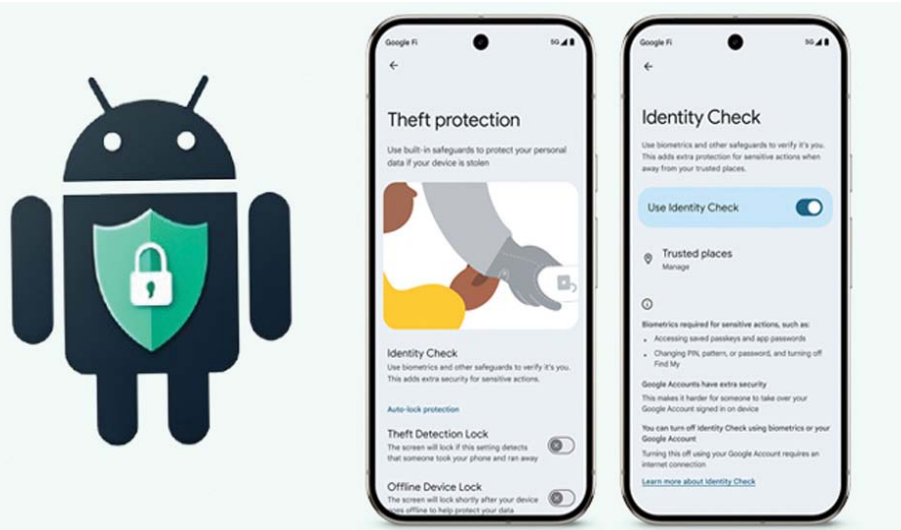 Google Fi
5G
Theft protection
Use built-in safeguards to protect your personal
data if your device is stolen
Identity Check
Use biometrics and other safeguards to verify it's you.
This adds extra security for sensitive actions.
Auto-lock protection
Theft Detection Lock
The screen will lock if this setting detects
that someone took your phone and ran away
Offline Device Lock
The screen will lock shortly after your device
goes offline to help protect your data
Google Fi
5G
Identity Check
Use biometrics and other safeguards to verify it's you.
This adds extra protection for sensitive actions when
away from your trusted places.
Use Identity Check
Trusted places
Manage
Biometrics required for sensitive actions, such as:
• Accessing saved passkeys and app passwords
• Changing PIN, pattern, or password, and turning off
Find My
Google Accounts have extra security
This makes it harder for someone to take over your
Google Account signed in on device
You can turn off Identity Check using biometrics or your
Google Account
Turning this off using your Google Account requires an
internet connection
Learn more about Identity Check